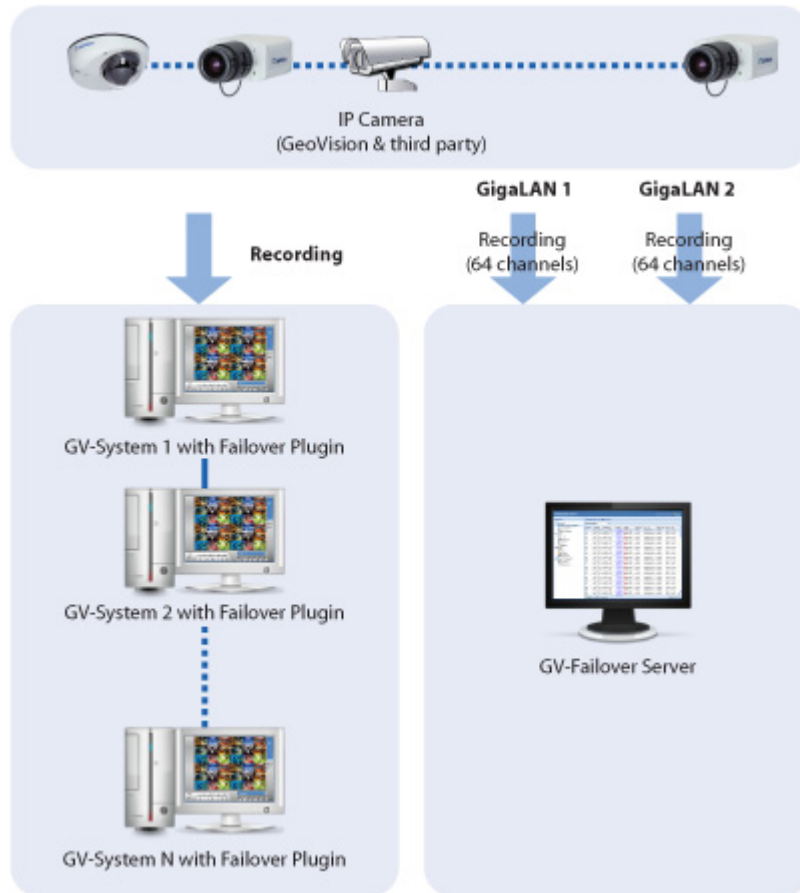 IP Camera
(GeoVision & third party)
GigaLAN 1
GigaLAN 2
Recording
Recording
(64 channels)
Recording
(64 channels)
GV-System 1 with Failover Plugin
GV-System 2 with Failover Plugin
GV-Failover Server
GV-System N with Failover Plugin